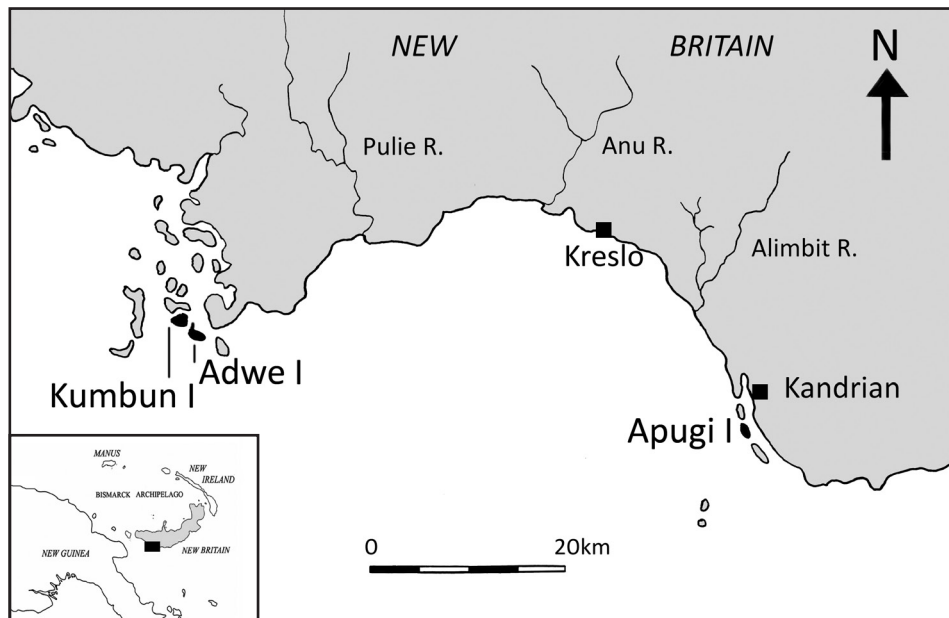 NEW BRITAIN
N
Pulie R.
Anu R.
Kreslo
Alimbit R.
Adwe I
Kumbun I
Kandrian
Apugi I
MANUS
NEW
IRELAND
BISMARCK ARCHIPELAGO
NEW BRITAIN
NEW GUINEA
0 20km